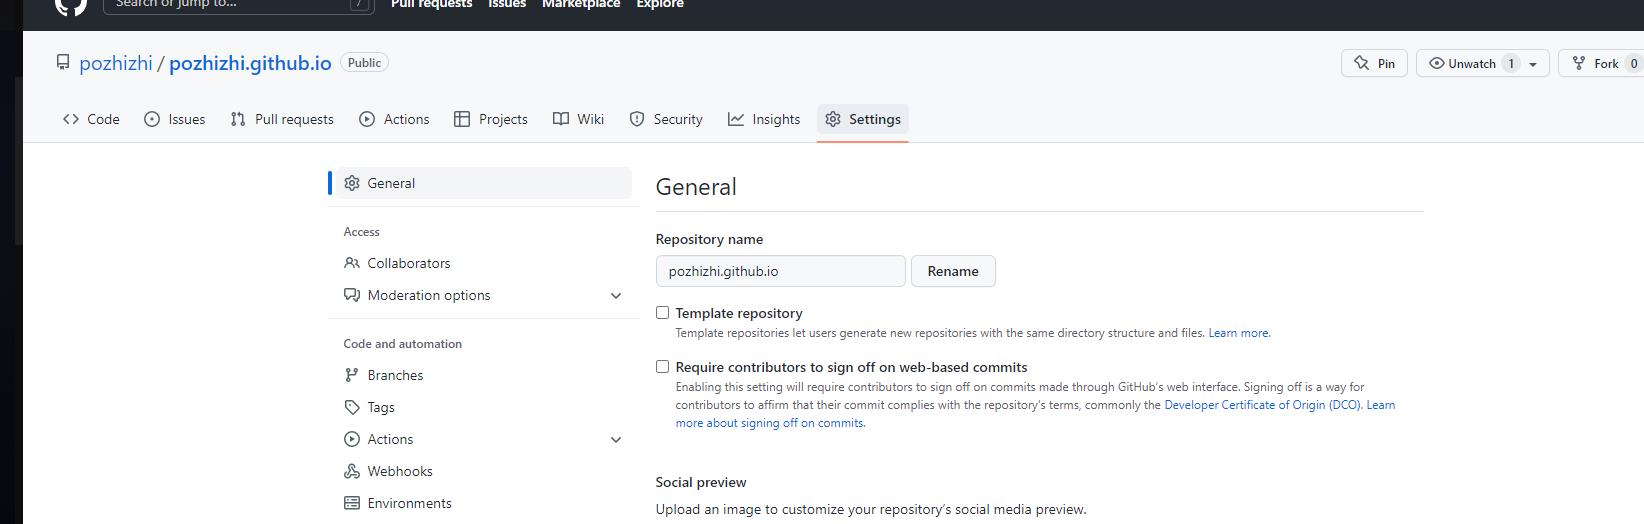 Search or jump to... /
Pull requests Issues Marketplace Explore
pozhizhi / pozhizhi.github.io Public
Pin Unwatch 1 Fork 0
Code Issues Pull requests Actions Projects Wiki Security Insights Settings
General
Access
Collaborators
Moderation options
Code and automation
Branches
Tags
Actions
Webhooks
Environments
General
Repository name
pozhizhi.github.io Rename
Template repository
Template repositories let users generate new repositories with the same directory structure and files. Learn more.
Require contributors to sign off on web-based commits
Enabling this setting will require contributors to sign off on commits made through GitHub's web interface. Signing off is a way for
contributors to affirm that their commit complies with the repository's terms, commonly the Developer Certificate of Origin (DCO). Learn
more about signing off on commits.
Social preview
Upload an image to customize your repository's social media preview.